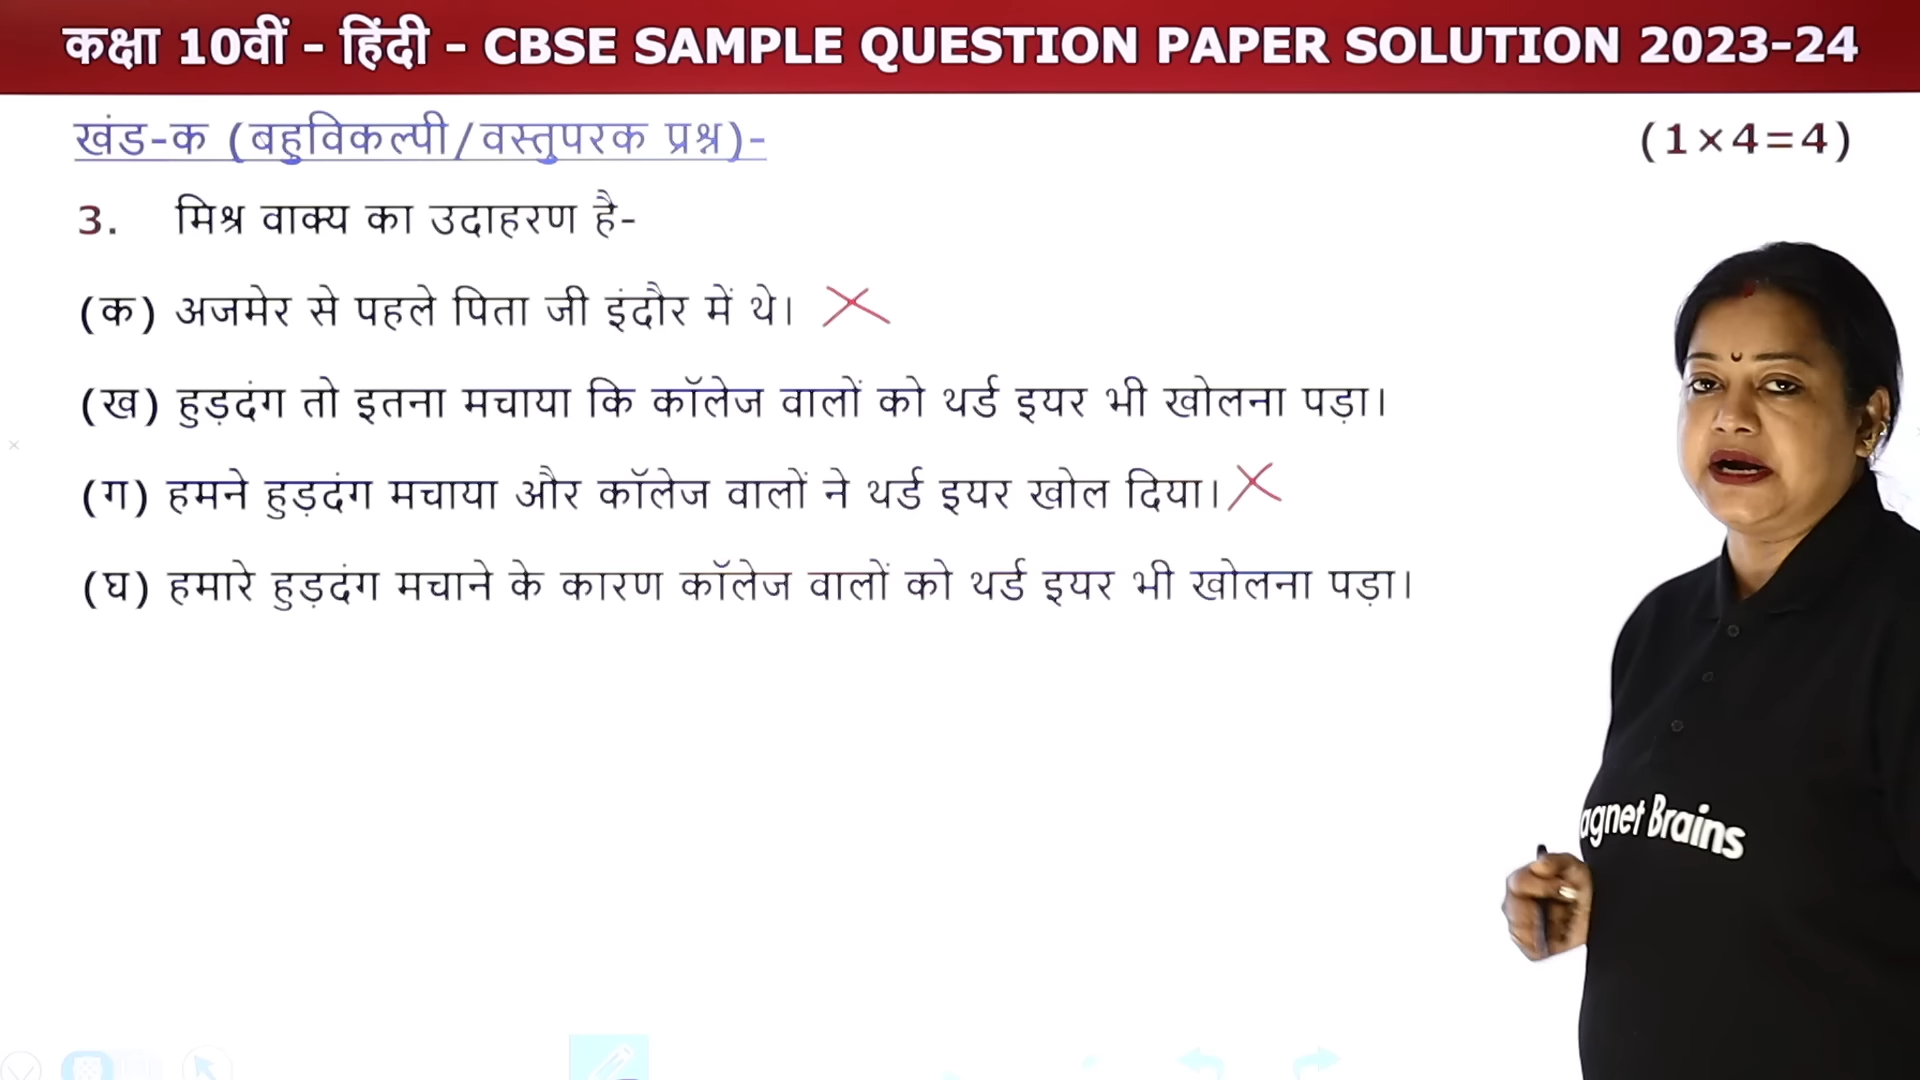 कक्षा 10वीं - हिंदी - CBSE SAMPLE QUESTION PAPER SOLUTION 2023-24
खंड-क (बहुविकल्पी/वस्तुपरक प्रश्न)- (1×4=4)
3. मिश्र वाक्य का उदाहरण है-
(क) अजमेर से पहले पिता जी इंदौर में थे।
(ख) हुड़दंग तो इतना मचाया कि कॉलेज वालों को थर्ड इयर भी खोलना पड़ा।
(ग) हमने हुड़दंग मचाया और कॉलेज वालों ने थर्ड इयर खोल दिया।
(घ) हमारे हुड़दंग मचाने के कारण कॉलेज वालों को थर्ड इयर भी खोलना पड़ा।
agnet Brains